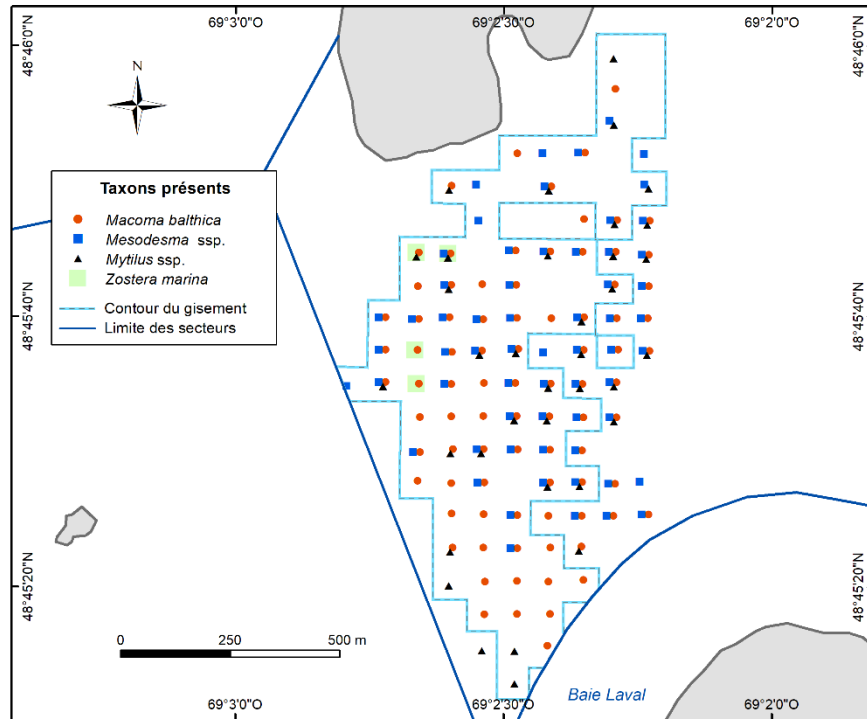 69°3'0"O 69°2'30"O 69°2'0"O
48°46'0"N 48°46'0"N
N
Taxons présents
Macoma balthica
Mesodesma ssp.
Mytilus ssp.
Zostera marina
Contour du gisement
Limite des secteurs
48°45'40"N 48°45'40"N
48°45'20"N 48°45'20"N
0 250 500 m
Baie Laval
69°3'0"O 69°2'30"O 69°2'0"O